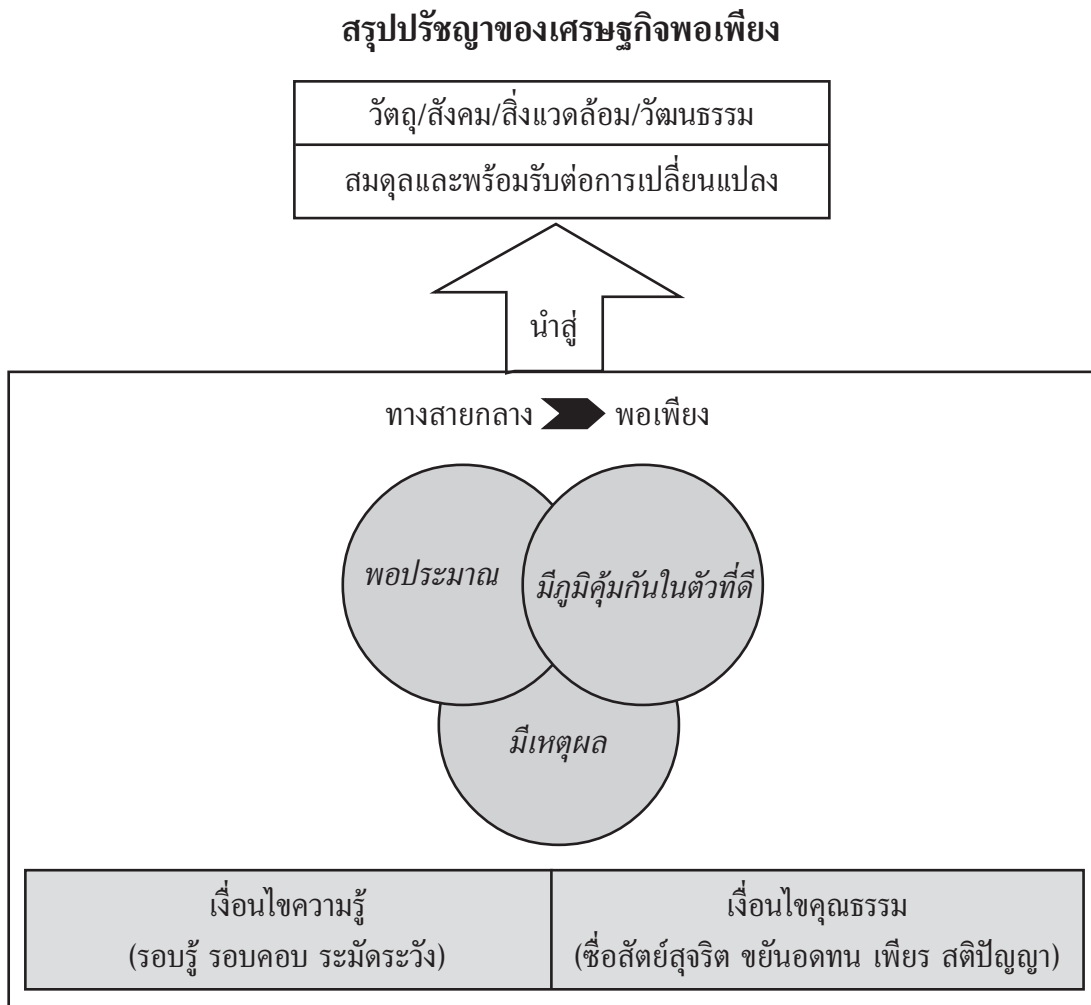 สรุปปรัชญาของเศรษฐกิจพอเพียง
วัตถุ/สังคม/สิ่งแวดล้อม/วัฒนธรรม
สมดุลและพร้อมรับต่อการเปลี่ยนแปลง
นำสู่
ทางสายกลาง พอเพียง
พอประมาณ
มีภูมิคุ้มกันในตัวที่ดี
มีเหตุผล
เงื่อนไขความรู้
(รอบรู้ รอบคอบ ระมัดระวัง)
เงื่อนไขคุณธรรม
(ซื่อสัตย์สุจริต ขยันอดทน เพียร สติปัญญา)